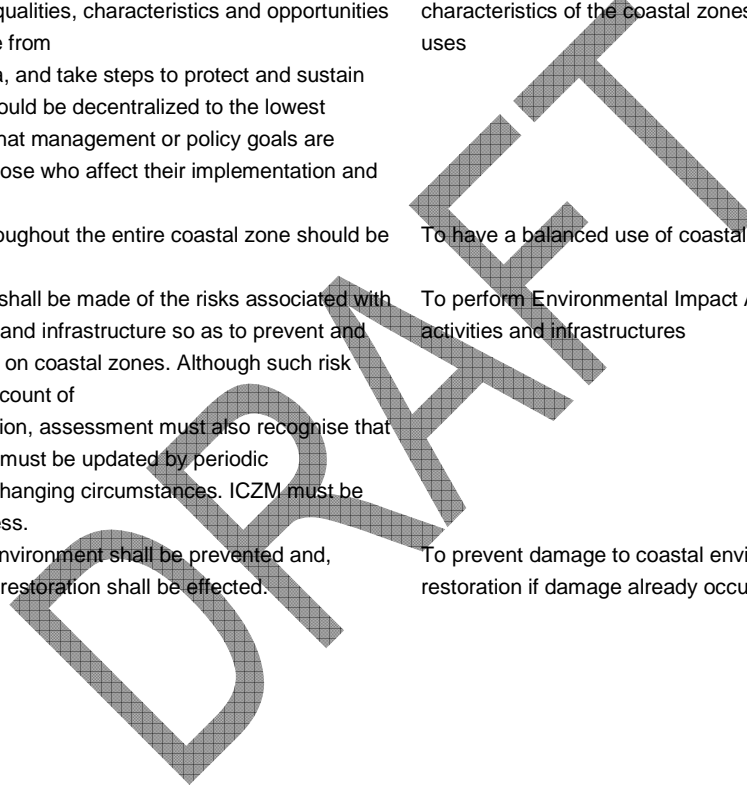 qualities, characteristics and opportunities
e from
a, and take steps to protect and sustain
ould be decentralized to the lowest
hat management or policy goals are
ose who affect their implementation and
oughout the entire coastal zone should be
shall be made of the risks associated with
and infrastructure so as to prevent and
on coastal zones. Although such risk
count of
ion, assessment must also recognise that
must be updated by periodic
hanging circumstances. ICZM must be
ess.
nvironment shall be prevented and,
restoration shall be effected.
characteristics of the coastal zones
uses
To have a balanced use of coastal
To perform Environmental Impact A
activities and infrastructures
To prevent damage to coastal envi
restoration if damage already occu
DRAFT